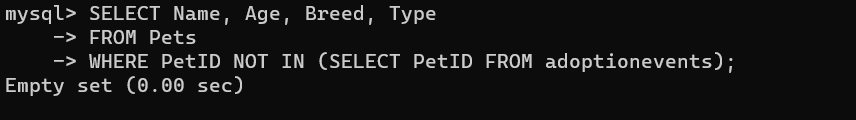 mysql> SELECT Name, Age, Breed, Type
    -> FROM Pets
    -> WHERE PetID NOT IN (SELECT PetID FROM adoptionevents);
Empty set (0.00 sec)